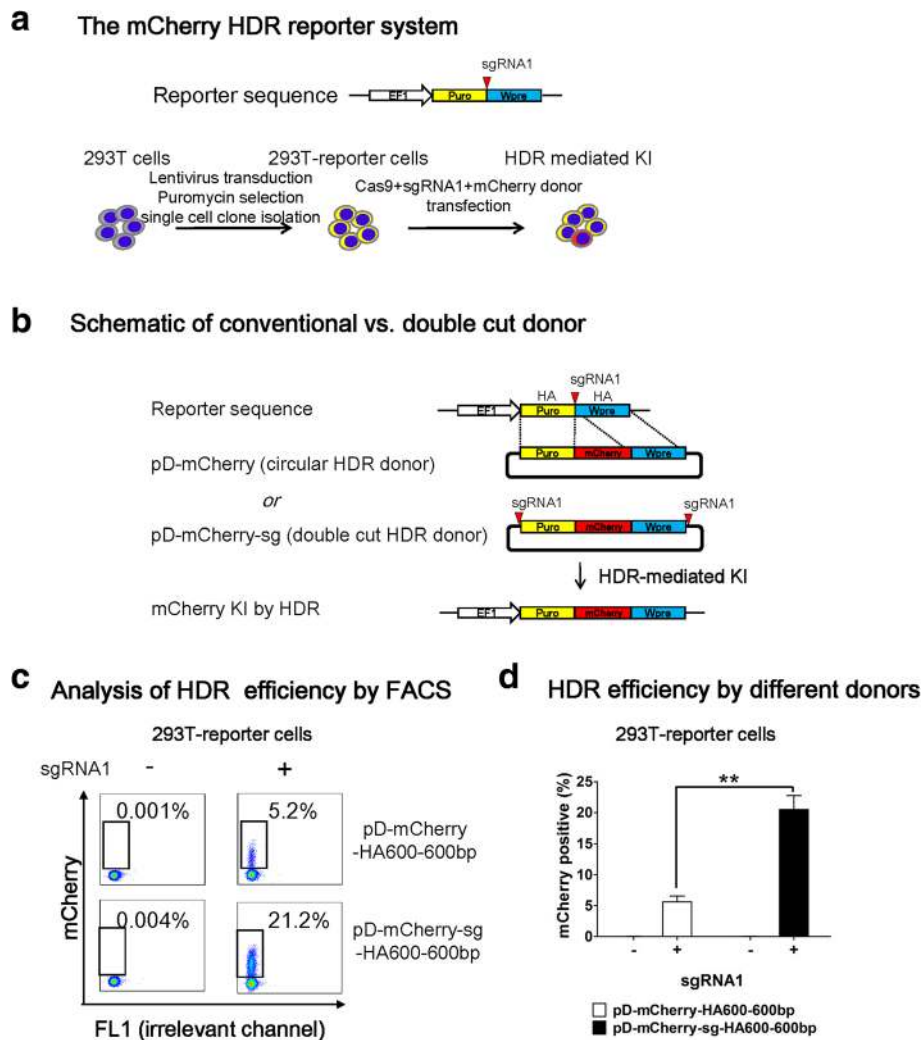 a The mCherry HDR reporter system
sgRNA1
Reporter sequence
EF1 Puro Wpre
293T cells 293T-reporter cells HDR mediated KI
Lentivirus transduction
Puromycin selection
single cell clone isolation
Cas9+sgRNA1+mCherry donor
transfection
b Schematic of conventional vs. double cut donor
sgRNA1
HA HA
Reporter sequence
EF1 Puro Wpre
pD-mCherry (circular HDR donor)
Puro mCherry Wpre
or
sgRNA1 sgRNA1
pD-mCherry-sg (double cut HDR donor)
Puro mCherry Wpre
HDR-mediated KI
mCherry KI by HDR
EF1 Puro mCherry Wpre
c Analysis of HDR efficiency by FACS
293T-reporter cells
sgRNA1 - +
0.001% 5.2%
pD-mCherry
-HA600-600bp
0.004% 21.2%
pD-mCherry-sg
-HA600-600bp
mCherry
FL1 (irrelevant channel)
d HDR efficiency by different donors
293T-reporter cells
**
mCherry positive (%)
25
20
15
10
5
0
- + - +
sgRNA1
pD-mCherry-HA600-600bp
pD-mCherry-sg-HA600-600bp